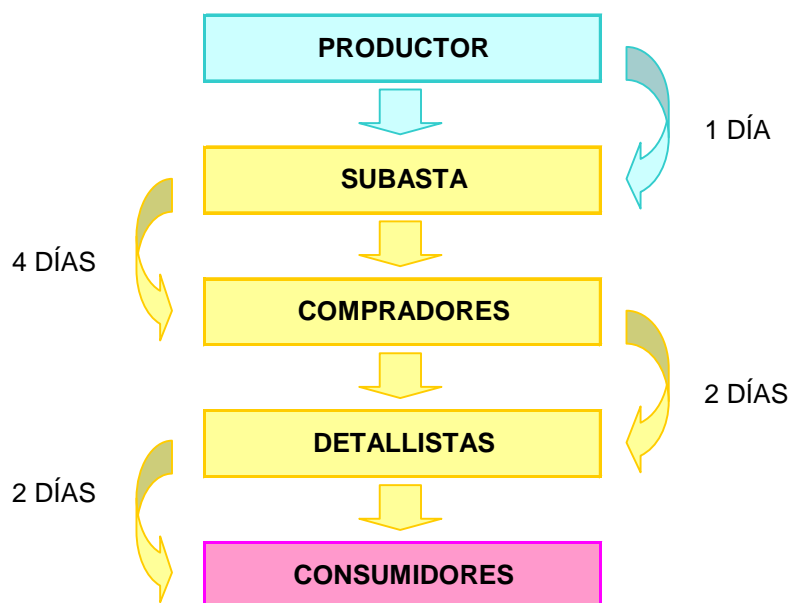 PRODUCTOR
1 DÍA
SUBASTA
4 DÍAS
COMPRADORES
2 DÍAS
DETALLISTAS
2 DÍAS
CONSUMIDORES